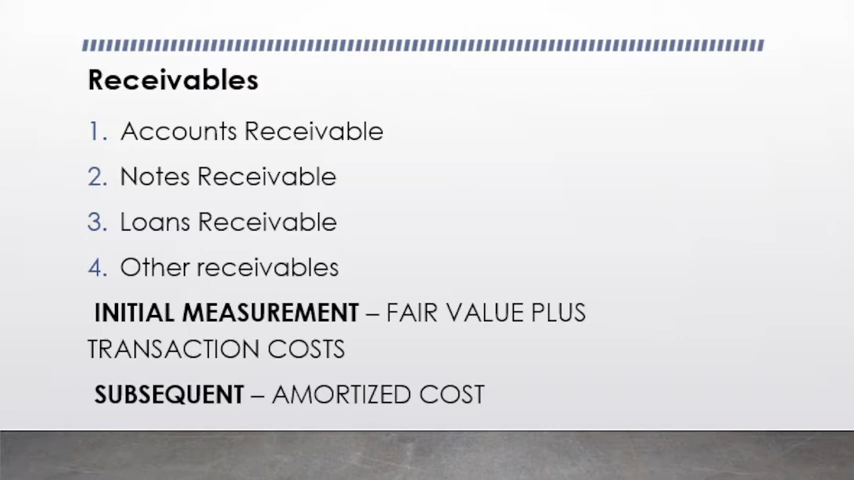 Receivables
1. Accounts Receivable
2. Notes Receivable
3. Loans Receivable
4. Other receivables
INITIAL MEASUREMENT – FAIR VALUE PLUS
TRANSACTION COSTS
SUBSEQUENT – AMORTIZED COST